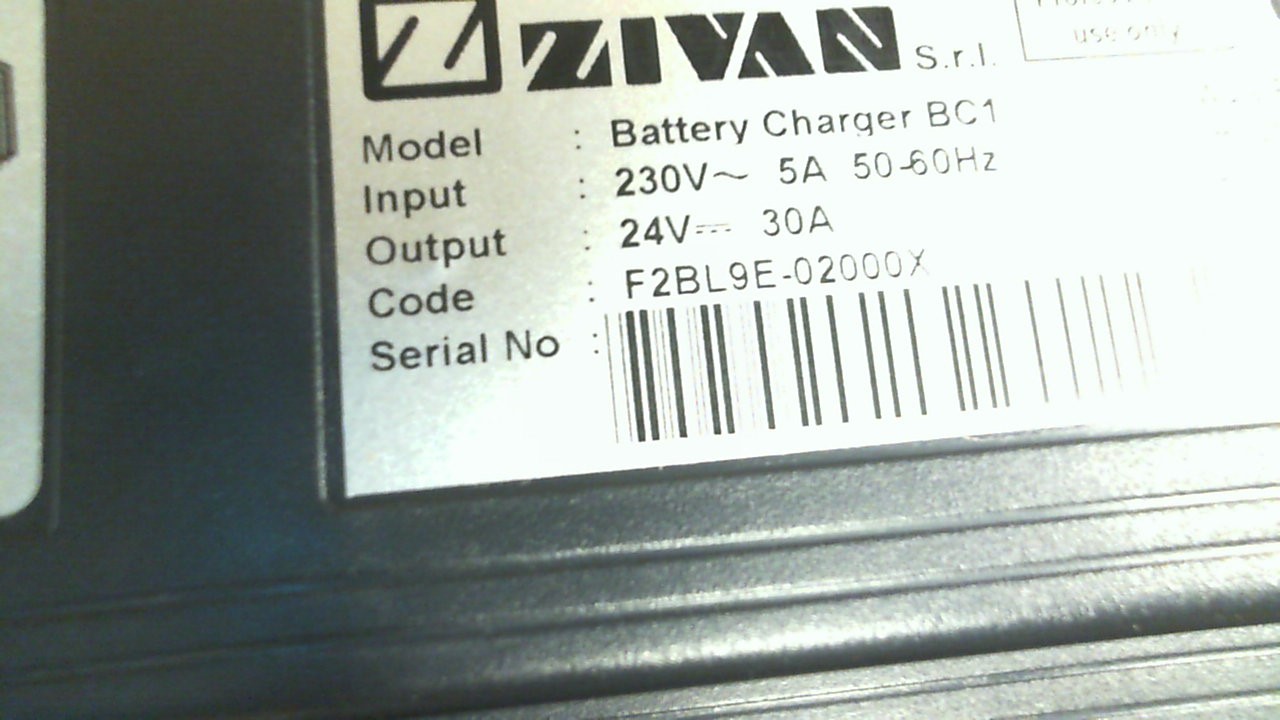 ZIVAN S.r.l.
use only
Model : Battery Charger BC1
Input : 230V~ 5A 50-60Hz
Output : 24V⎓ 30A
Code : F2BL9E-02000X
Serial No :